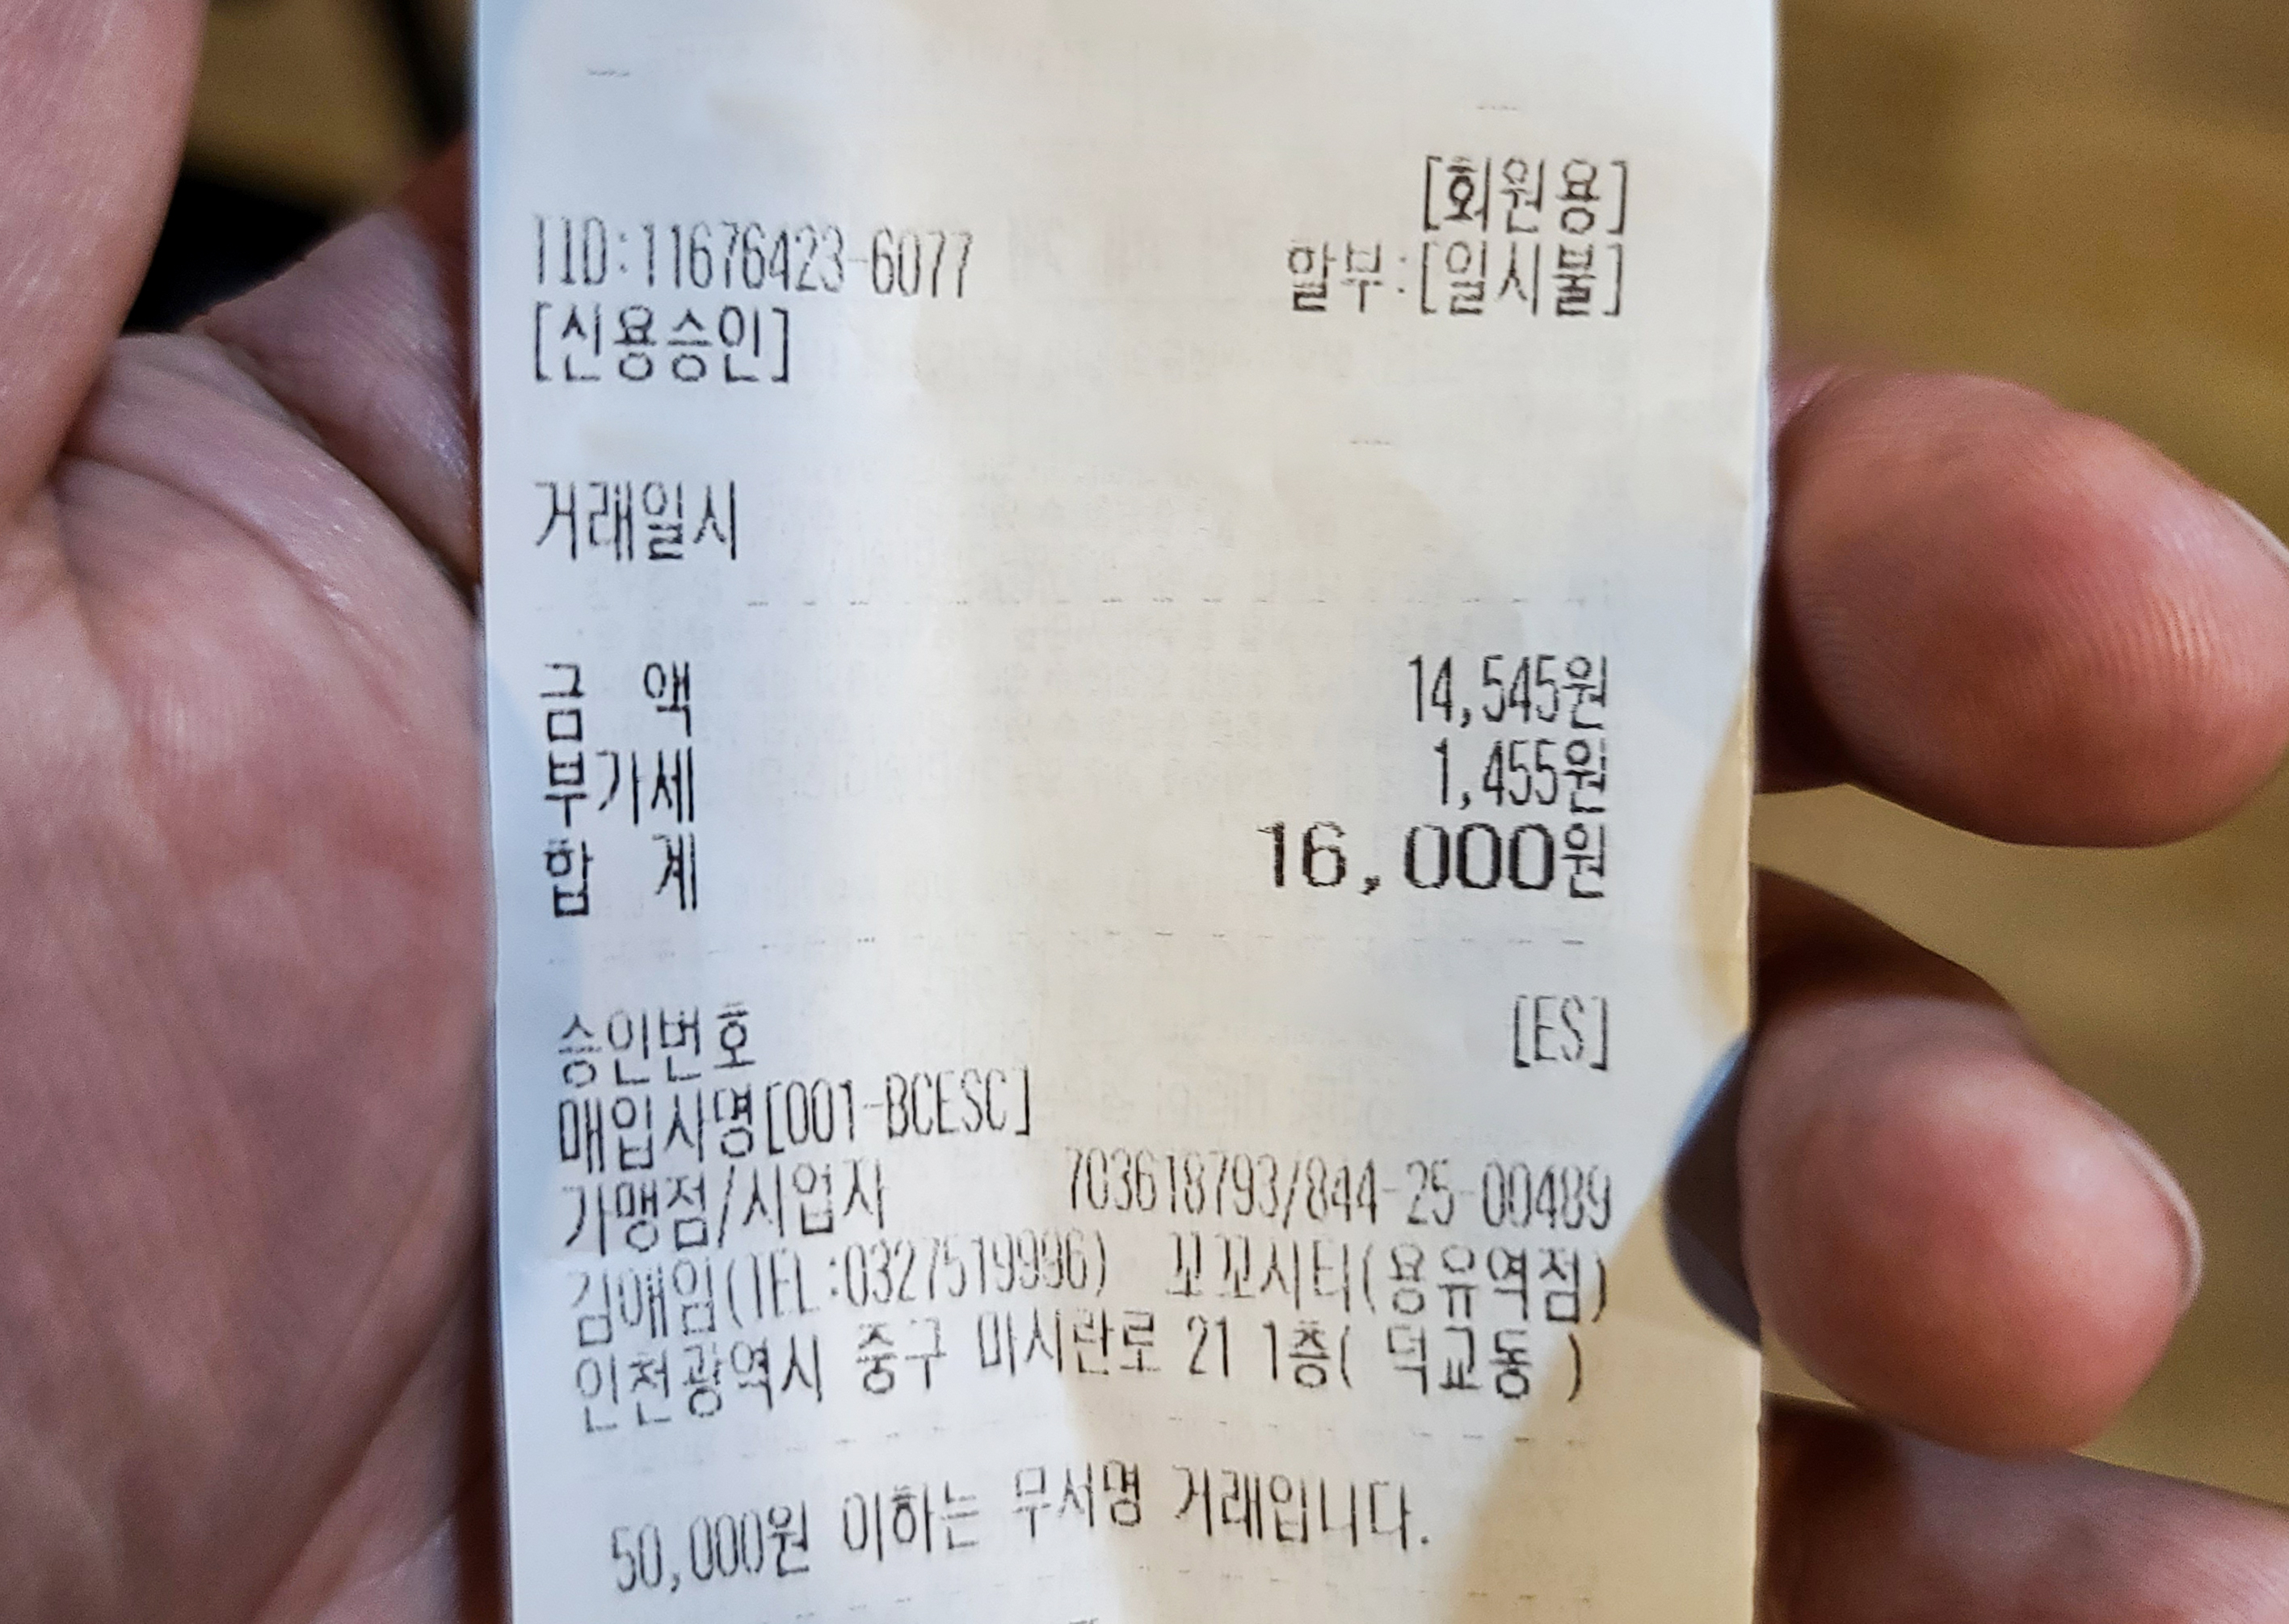 [회원용]
TID:11676423-6077 할부:[일시불]
[신용승인]
거래일시
금 액 14,545원
부가세 1,455원
합 계 16,000원
승인번호 [ES]
매입사명[001-BCESC]
가맹점/사업자 703618793/844-25-00489
김애임(TEL:0327519996) 꼬꼬시티(용유역점)
인천광역시 중구 마시란로 21 1층( 덕교동 )
50,000원 이하는 무서명 거래입니다.